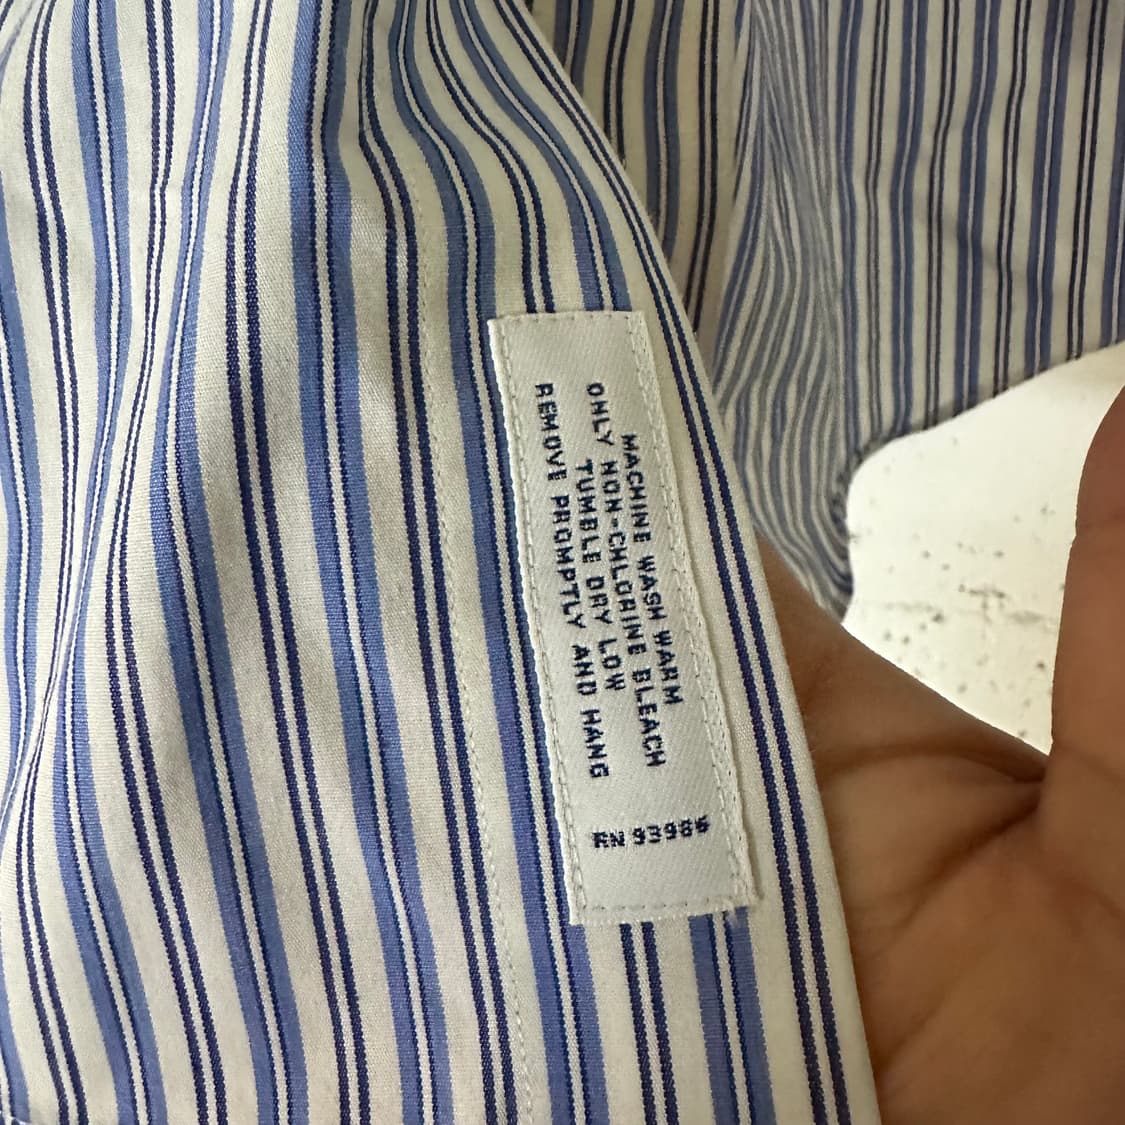 MACHINE WASH WARM
ONLY NON-CHLORINE BLEACH
TUMBLE DRY LOW
REMOVE PROMPTLY AND HANG
RN 93986